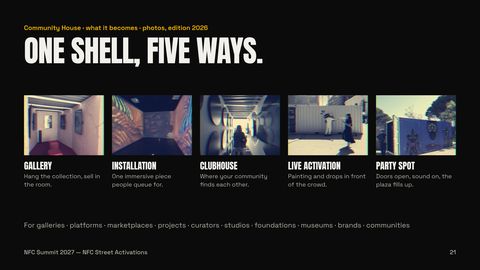 Community House · what it becomes · photos, edition 2026
ONE SHELL, FIVE WAYS.
GALLERY
Hang the collection, sell in
the room.
INSTALLATION
One immersive piece
people queue for.
CLUBHOUSE
Where your community
finds each other.
LIVE ACTIVATION
Painting and drops in front
of the crowd.
PARTY SPOT
Doors open, sound on, the
plaza fills up.
For galleries · platforms · marketplaces · projects · curators · studios · foundations · museums · brands · communities
NFC Summit 2027 — NFC Street Activations
21